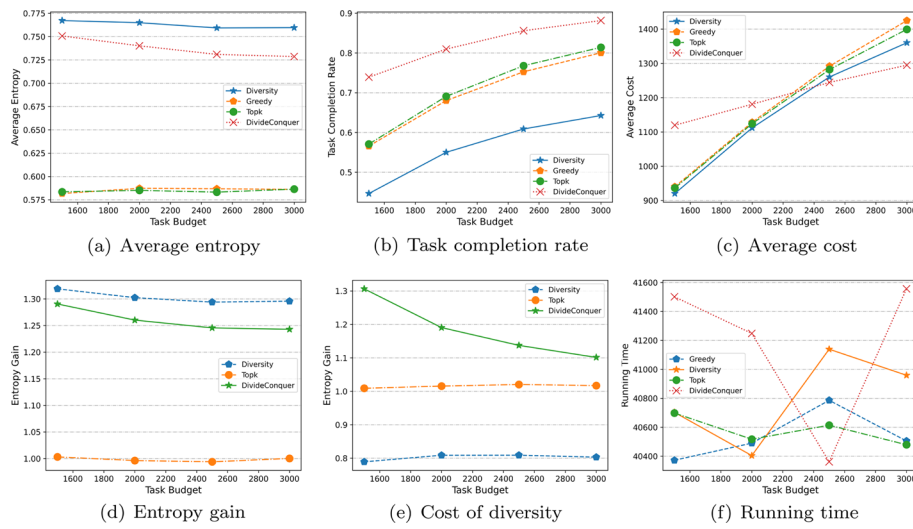 0.775
0.750
0.725
0.700
0.675
0.650
0.625
0.600
0.575
Average Entropy
Diversity
Greedy
Topk
DivideConquer
1600 1800 2000 2200 2400 2600 2800 3000
Task Budget
(a) Average entropy
0.9
0.8
0.7
0.6
0.5
Task Completion Rate
Diversity
Greedy
Topk
DivideConquer
1600 1800 2000 2200 2400 2600 2800 3000
Task Budget
(b) Task completion rate
1400
1300
1200
1100
1000
900
Average Cost
Diversity
Greedy
Topk
DivideConquer
1600 1800 2000 2200 2400 2600 2800 3000
Task Budget
(c) Average cost
1.30
1.25
1.20
1.15
1.10
1.05
1.00
Entropy Gain
Diversity
Topk
DivideConquer
1600 1800 2000 2200 2400 2600 2800 3000
Task Budget
(d) Entropy gain
1.3
1.2
1.1
1.0
0.9
0.8
Entropy Gain
Diversity
Topk
DivideConquer
1600 1800 2000 2200 2400 2600 2800 3000
Task Budget
(e) Cost of diversity
41600
41400
41200
41000
40800
40600
40400
Running Time
Greedy
Diversity
Topk
DivideConquer
1600 1800 2000 2200 2400 2600 2800 3000
Task Budget
(f) Running time